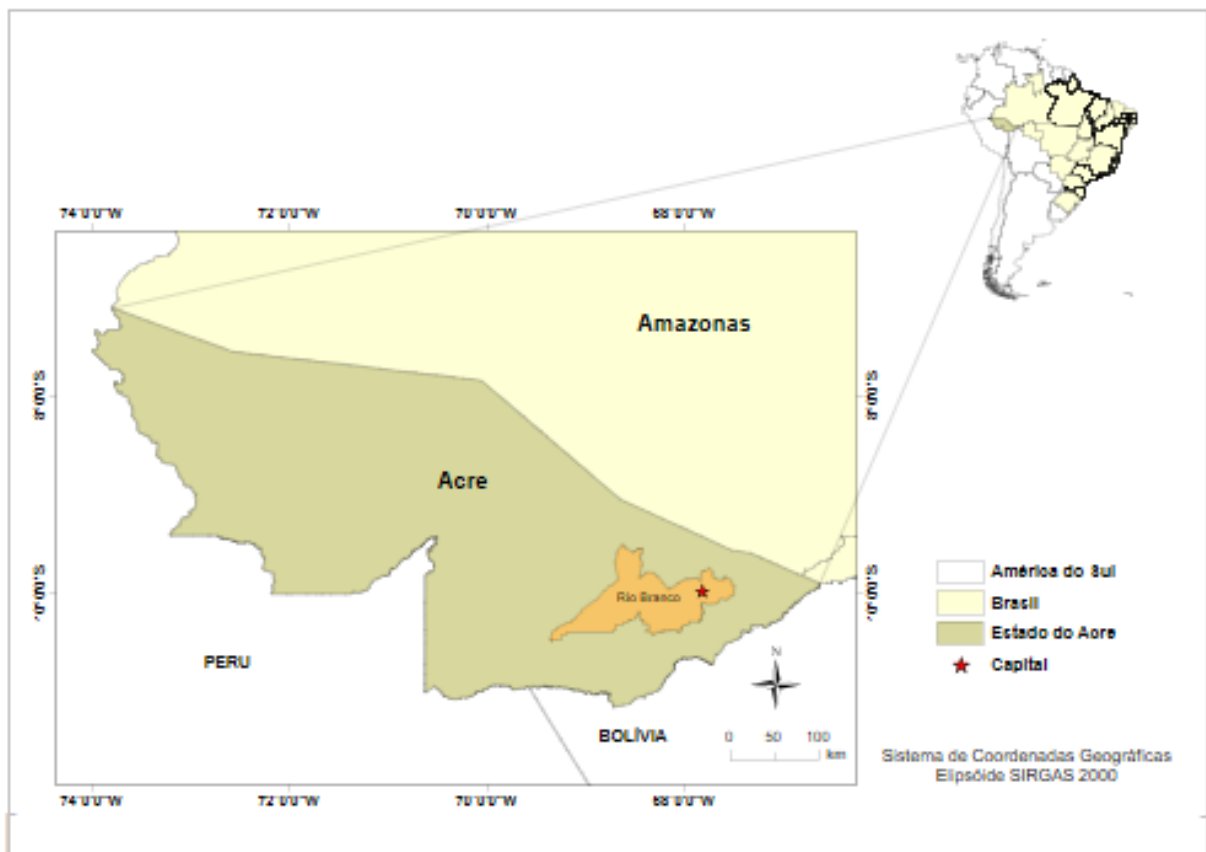 74°0'0"W 72°0'0"W 70°0'0"W 68°0'0"W
Amazonas
8°0'0"S 8°0'0"S
Acre
10°0'0"S 10°0'0"S
Rio Branco
PERU
BOLÍVIA
N
0 50 100
km
74°0'0"W 72°0'0"W 70°0'0"W 68°0'0"W
América do Sul
Brasil
Estado do Acre
Capital
Sistema de Coordenadas Geográficas
Elipsóide SIRGAS 2000